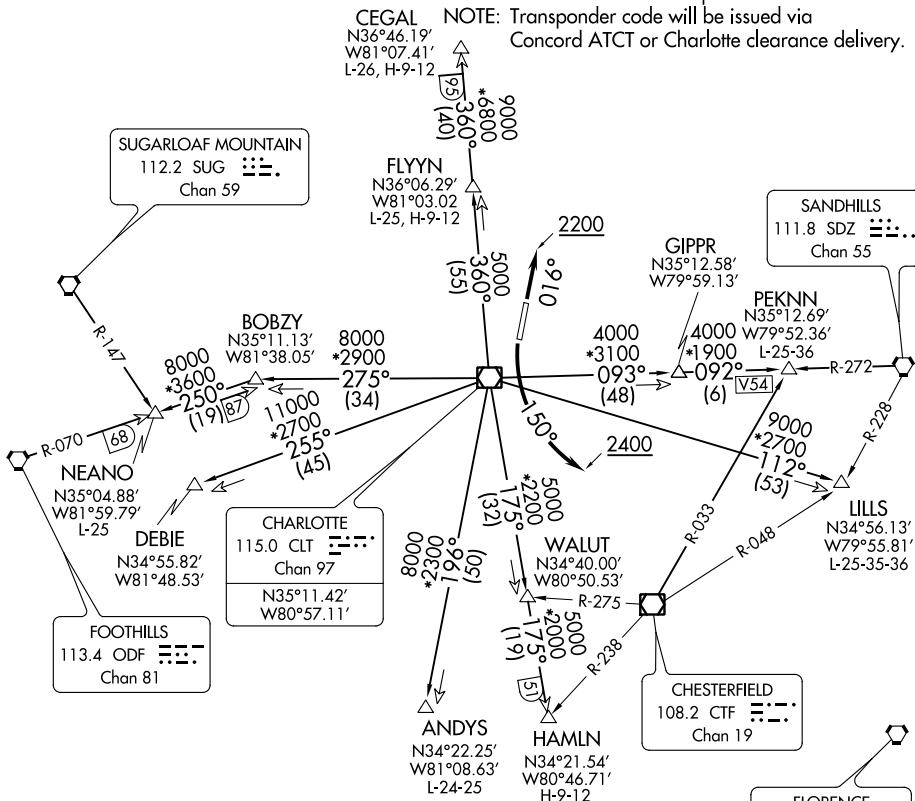 NOTE: Transponder code will be issued via
Concord ATCT or Charlotte clearance delivery.
CEGAL
N36°46.19'
W81°07.41'
L-26, H-9-12
95
9000
*6800
360°
(40)
FLYYN
N36°06.29'
W81°03.02
L-25, H-9-12
5000
360°
(55)
SUGARLOAF MOUNTAIN
112.2 SUG
Chan 59
R-147
2200
016°
GIPPR
N35°12.58'
W79°59.13'
SANDHILLS
111.8 SDZ
Chan 55
PEKNN
N35°12.69'
W79°52.36'
L-25-36
BOBZY
N35°11.13'
W81°38.05'
8000
*2900
275°
(34)
8000
*3600
250°
(19)
87
4000
*3100
093°
(48)
4000
*1900
092°
(6)
V54
R-272
R-228
R-070
68
NEANO
N35°04.88'
W81°59.79'
L-25
11000
*2700
255°
(45)
DEBIE
N34°55.82'
W81°48.53'
150°
2400
9000
*2700
112°
(53)
LILLS
N34°56.13'
W79°55.81'
L-25-35-36
CHARLOTTE
115.0 CLT
Chan 97
N35°11.42'
W80°57.11'
5000
*2200
175°
(32)
8000
*2300
196°
(50)
WALUT
N34°40.00'
W80°50.53'
R-275
R-033
R-048
R-238
5000
*2000
175°
(19)
51
FOOTHILLS
113.4 ODF
Chan 81
CHESTERFIELD
108.2 CTF
Chan 19
ANDYS
N34°22.25'
W81°08.63'
L-24-25
HAMLN
N34°21.54'
W80°46.71'
H-9-12
FLORENCE